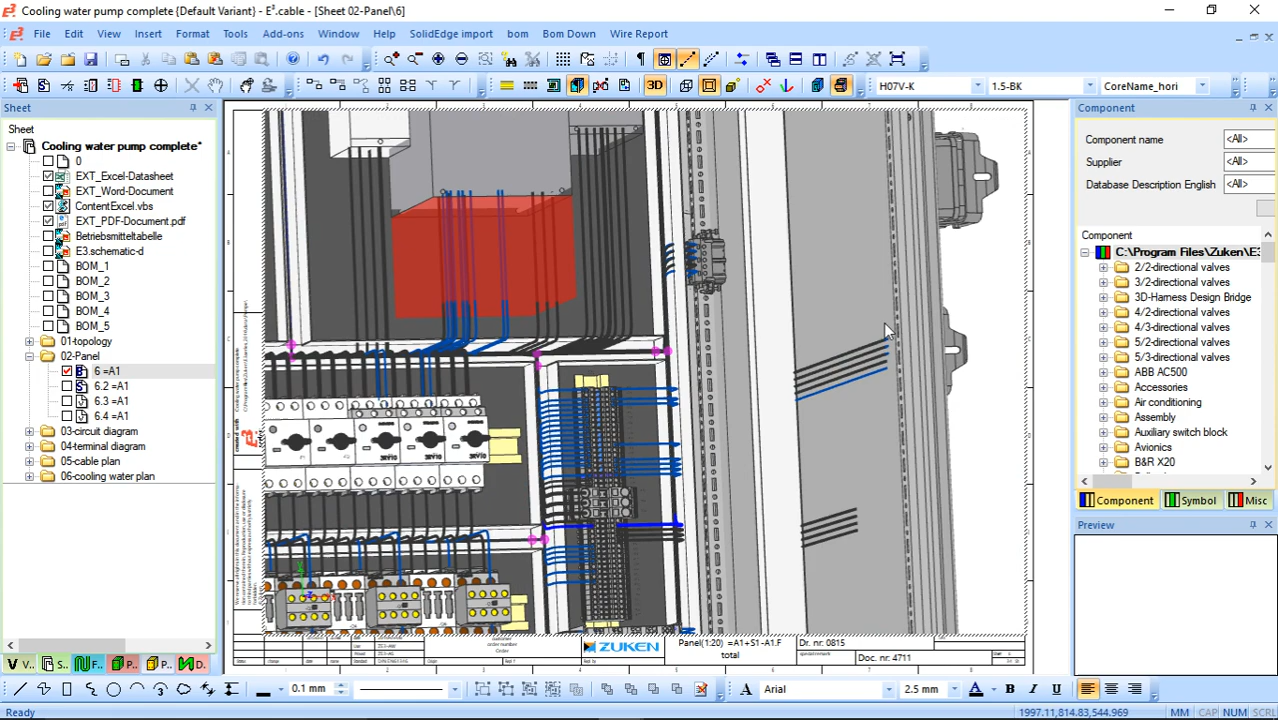 Cooling water pump complete {Default Variant} - E³.cable - [Sheet 02-Panel\6]
File Edit View Insert Format Tools Add-ons Window Help SolidEdge import bom Bom Down Wire Report
3D H07V-K 1.5-BK CoreName_hori
Sheet
Sheet
Cooling water pump complete*
0
EXT_Excel-Datasheet
EXT_Word-Document
ContentExcel.vbs
EXT_PDF-Document.pdf
Betriebsmitteltabelle
E3.schematic-d
BOM_1
BOM_2
BOM_3
BOM_4
BOM_5
01-topology
02-Panel
6 =A1
6.2 =A1
6.3 =A1
6.4 =A1
03-circuit diagram
04-terminal diagram
05-cable plan
06-cooling water plan
V... S.. F.. P... P.. D.
ZUKEN
Panel(1:20) =A1+S1-A1.F
total
Dr. nr: 0815
Doc. nr: 4711
Component
Component name <All>
Supplier <All>
Database Description English <All>
Component
C:\Program Files\Zuken\E3
2/2-directional valves
3/2-directional valves
3D-Harness Design Bridge
4/2-directional valves
4/3-directional valves
5/2-directional valves
5/3-directional valves
ABB AC500
Accessories
Air conditioning
Assembly
Auxiliary switch block
Avionics
B&R X20
Component Symbol Misc
Preview
0.1 mm Arial 2.5 mm A B I U
Ready 1997.11,814.83,544.969 MM CAP NUM SCRL